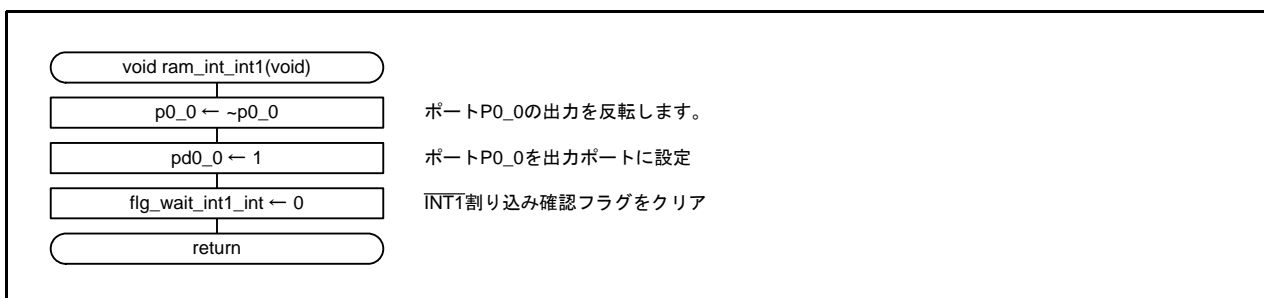 void ram_int_int1(void)
p0_0 ← ~p0_0 ポートP0_0の出力を反転します。
pd0_0 ← 1 ポートP0_0を出力ポートに設定
flg_wait_int1_int ← 0 INT1割り込み確認フラグをクリア
return